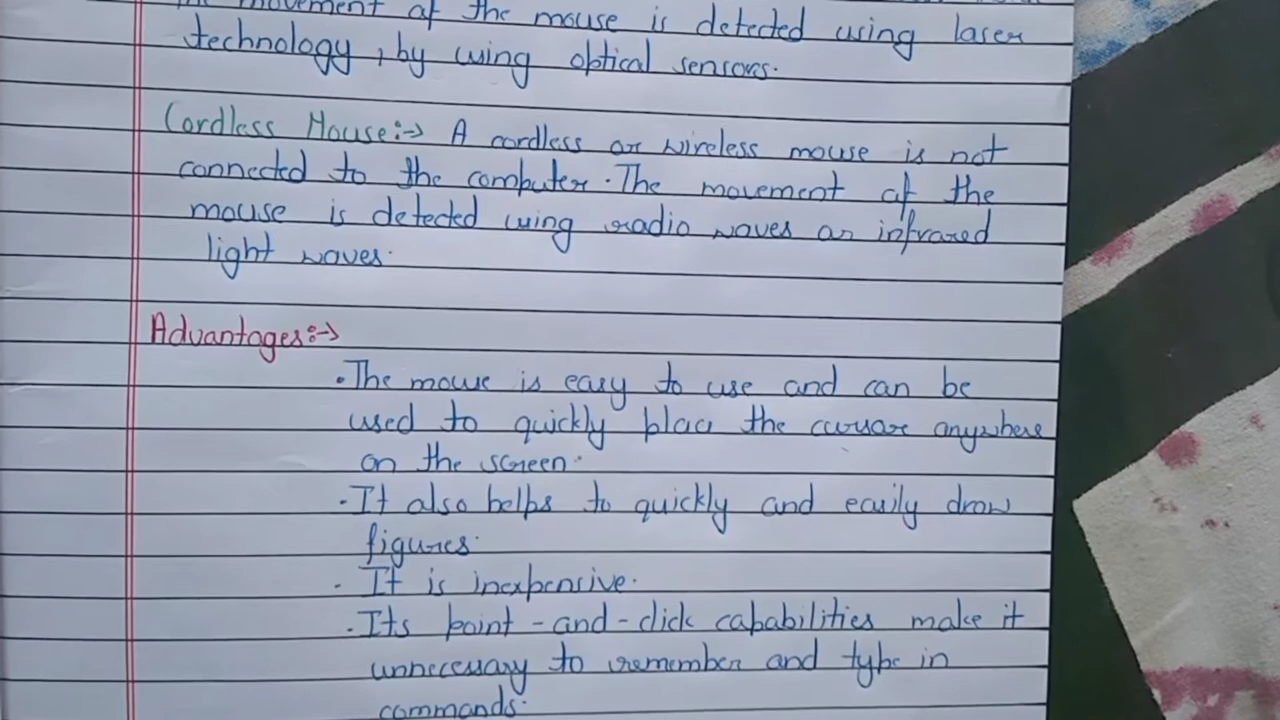 movement of the mouse is detected using laser
technology, by using optical sensors.
Cordless Mouse:→ A cordless or wireless mouse is not
connected to the computer. The movement of the
mouse is detected using radio waves or infrared
light waves.
Advantages:→
• The mouse is easy to use and can be
used to quickly place the cursor anywhere
on the screen.
• It also helps to quickly and easily draw
figures.
• It is inexpensive.
• Its point-and-click capabilities make it
unnecessary to remember and type in
commands.